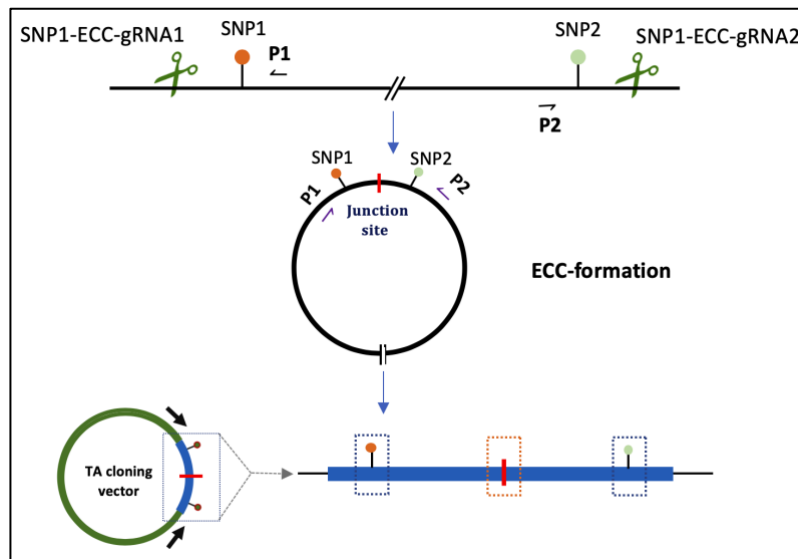 SNP1-ECC-gRNA1
SNP1
P1
SNP2
SNP1-ECC-gRNA2
P2
SNP1
SNP2
P1
P2
Junction
site
ECC-formation
TA cloning
vector